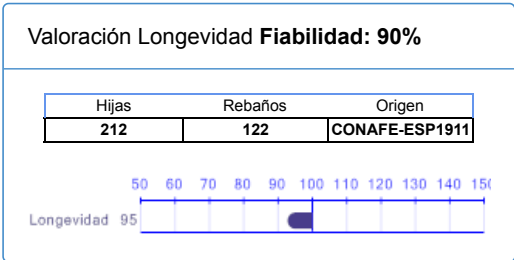 Valoración Longevidad Fiabilidad: 90%
Hijas Rebaños Origen
212 122 CONAFE-ESP1911
50 60 70 80 90 100 110 120 130 140 150
Longevidad 95